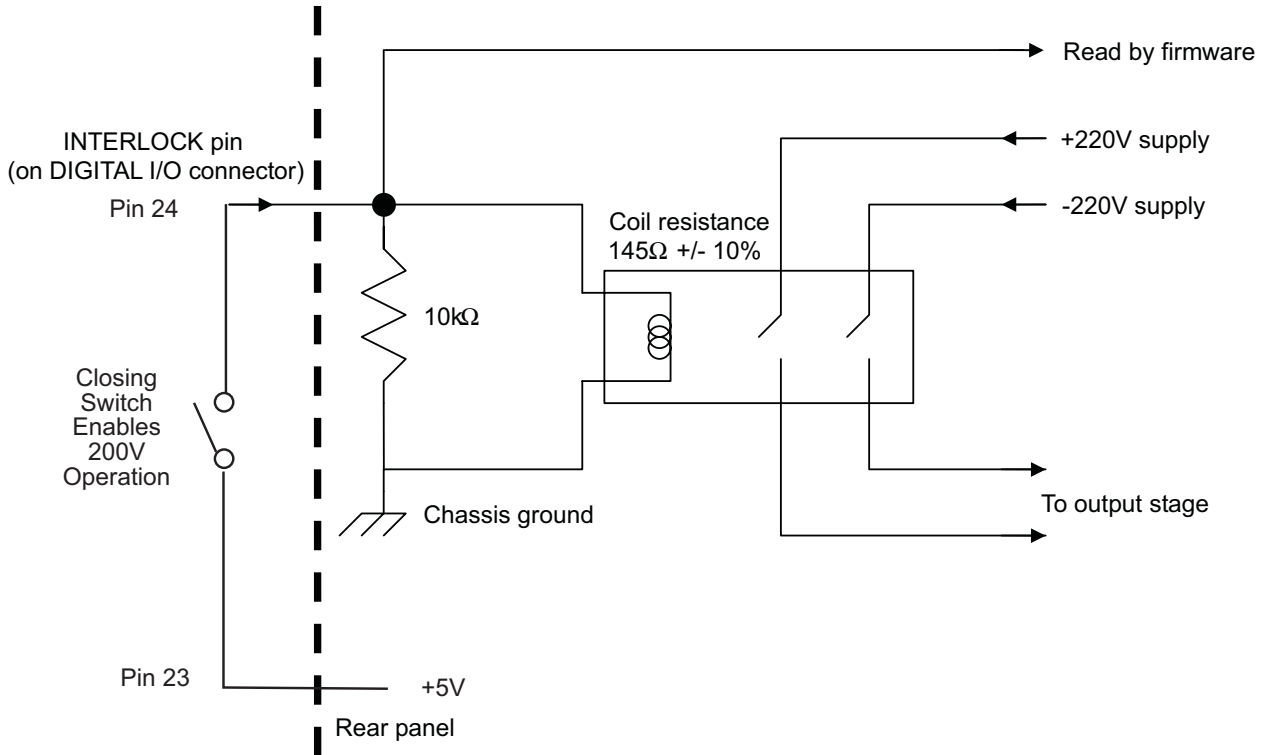 Read by firmware
INTERLOCK pin
(on DIGITAL I/O connector)
+220V supply
Pin 24
-220V supply
Coil resistance
145Ω +/- 10%
10kΩ
Closing
Switch
Enables
200V
Operation
Chassis ground
To output stage
Pin 23
+5V
Rear panel